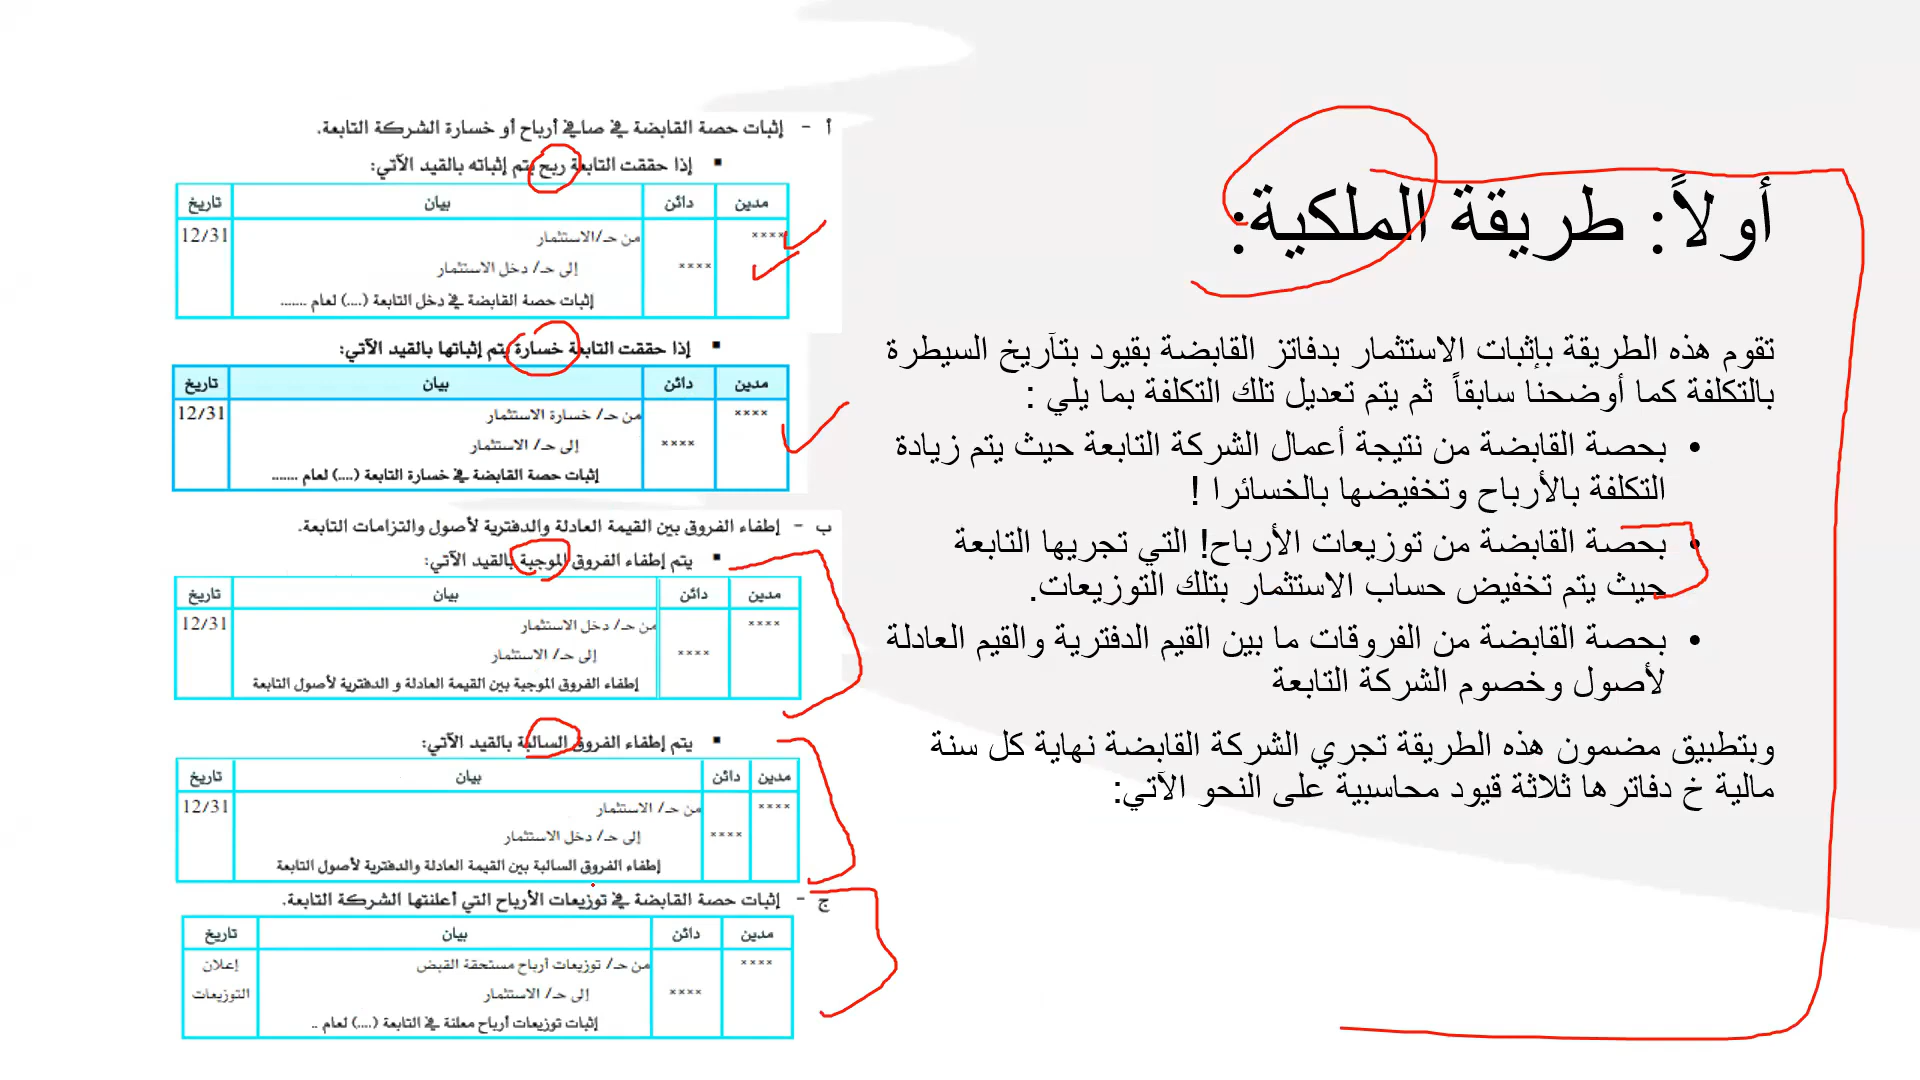 أولاً: طريقة الملكية:
تقوم هذه الطريقة بإثبات الاستثمار بدفاتز القابضة بقيود بتآريخ السيطرة
بالتكلفة كما أوضحنا سابقاً ثم يتم تعديل تلك التكلفة بما يلي :
• بحصة القابضة من نتيجة أعمال الشركة التابعة حيث يتم زيادة
التكلفة بالأرباح وتخفيضها بالخسائرا !
• بحصة القابضة من توزيعات الأرباح! التي تجريها التابعة
حيث يتم تخفيض حساب الاستثمار بتلك التوزيعات.
• بحصة القابضة من الفروقات ما بين القيم الدفترية والقيم العادلة
لأصول وخصوم الشركة التابعة
وبتطبيق مضمون هذه الطريقة تجري الشركة القابضة نهاية كل سنة
مالية خ دفاترها ثلاثة قيود محاسبية على النحو الآتي:
أ - إثبات حصة القابضة في صافي أرباح أو خسارة الشركة التابعة.
▪ إذا حققت التابعة ربح يتم إثباته بالقيد الآتي:
مدين دائن بيان تاريخ
**** من حـ/الاستثمار 12/31
**** إلى حـ/ دخل الاستثمار
إثبات حصة القابضة في دخل التابعة (....) لعام .......
▪ إذا حققت التابعة خسارة يتم إثباتها بالقيد الآتي:
مدين دائن بيان تاريخ
**** من حـ/ خسارة الاستثمار 12/31
**** إلى حـ/ الاستثمار
إثبات حصة القابضة في خسارة التابعة (....) لعام .......
ب - إطفاء الفروق بين القيمة العادلة والدفترية لأصول والتزامات التابعة.
▪ يتم إطفاء الفروق الموجبة بالقيد الآتي:
مدين دائن بيان تاريخ
**** من حـ/ دخل الاستثمار 12/31
**** إلى حـ/ الاستثمار
إطفاء الفروق الموجبة بين القيمة العادلة و الدفترية لأصول التابعة
▪ يتم إطفاء الفروق السالبة بالقيد الآتي:
مدين دائن بيان تاريخ
**** من حـ/ الاستثمار 12/31
**** إلى حـ/ دخل الاستثمار
إطفاء الفروق السالبة بين القيمة العادلة والدفترية لأصول التابعة
ج - إثبات حصة القابضة في توزيعات الأرباح التي أعلنتها الشركة التابعة.
مدين دائن بيان تاريخ
**** من حـ/ توزيعات أرباح مستحقة القبض إعلان
**** إلى حـ/ الاستثمار التوزيعات
إثبات توزيعات أرباح معلنة في التابعة (....) لعام ..